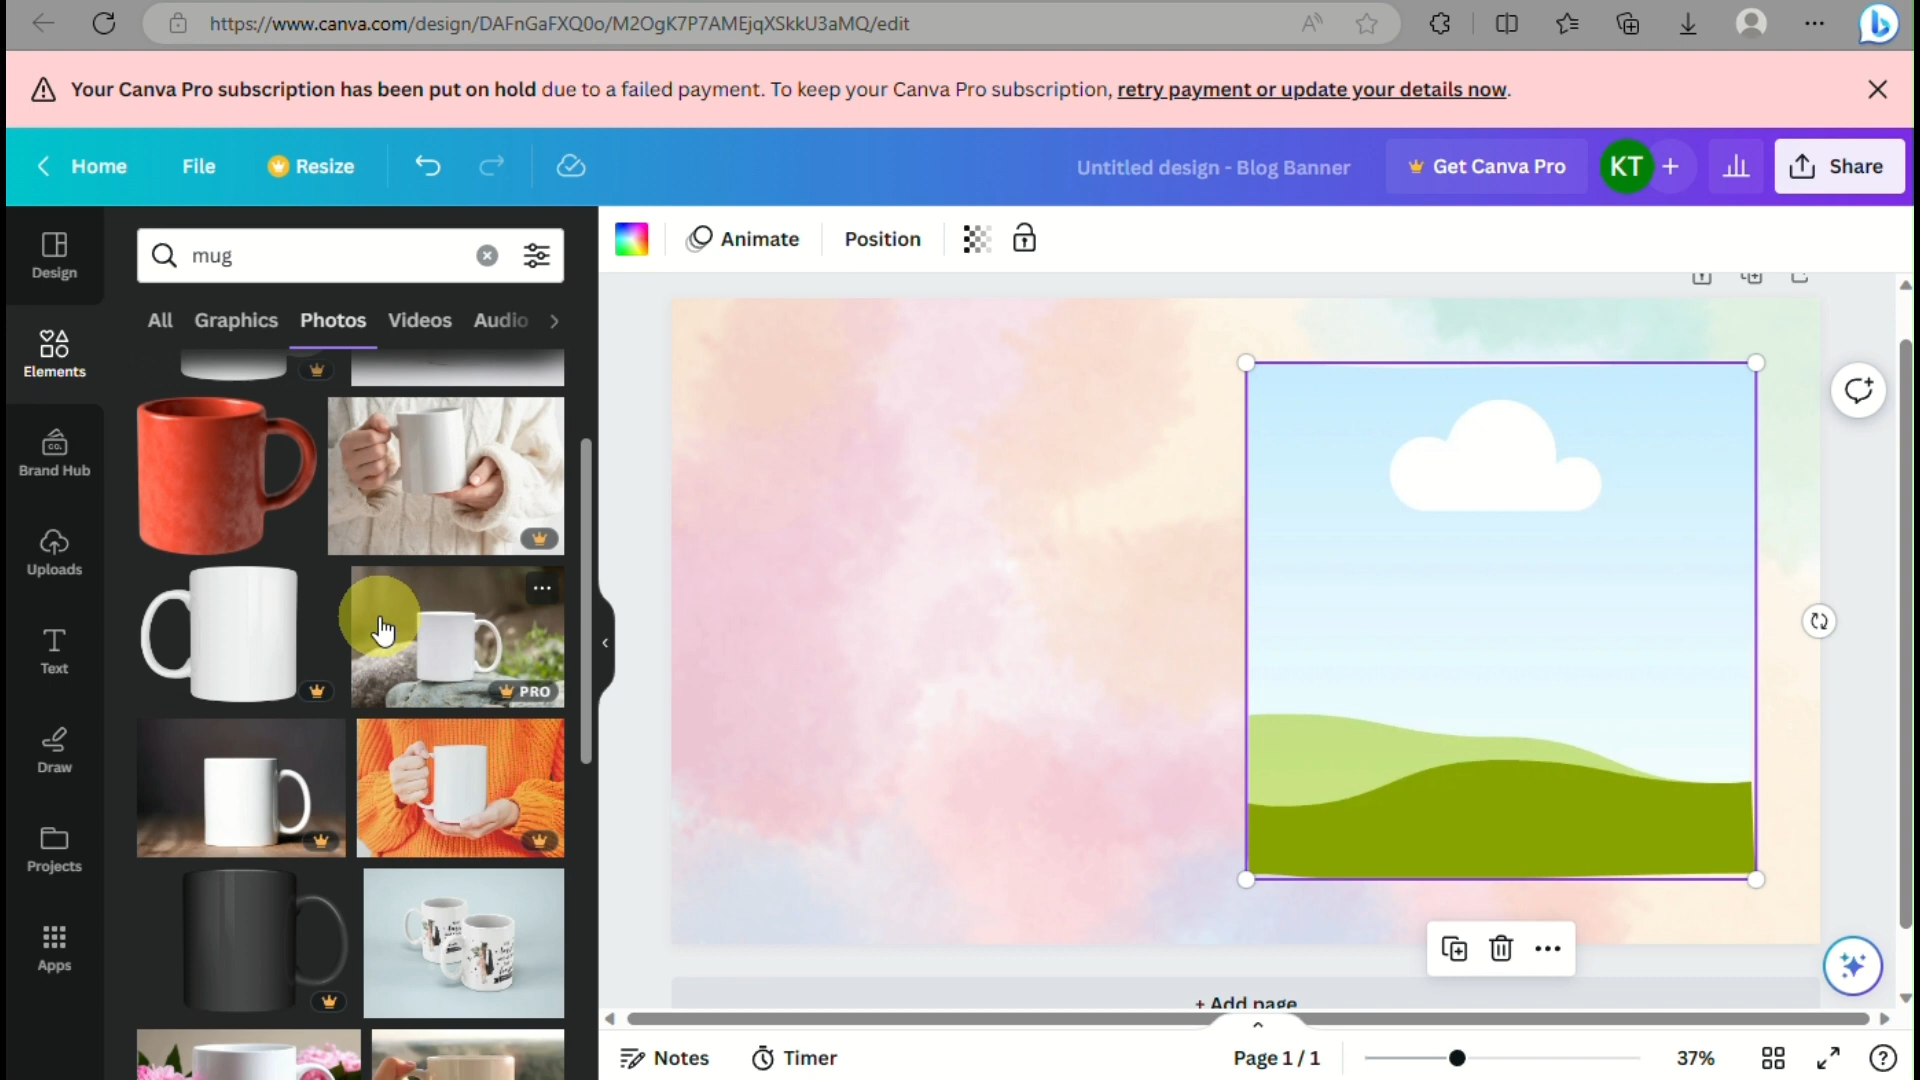 https://www.canva.com/design/DAFnGaFXQ0o/M2OgK7P7AMEjqXSkkU3aMQ/edit
Your Canva Pro subscription has been put on hold due to a failed payment. To keep your Canva Pro subscription, retry payment or update your details now.
Home File Resize Untitled design - Blog Banner Get Canva Pro KT + Share
Design
Elements
Brand Hub
Uploads
Text
Draw
Projects
Apps
mug
All Graphics Photos Videos Audio
PRO
Animate Position
+ Add page
Notes Timer Page 1 / 1 37%